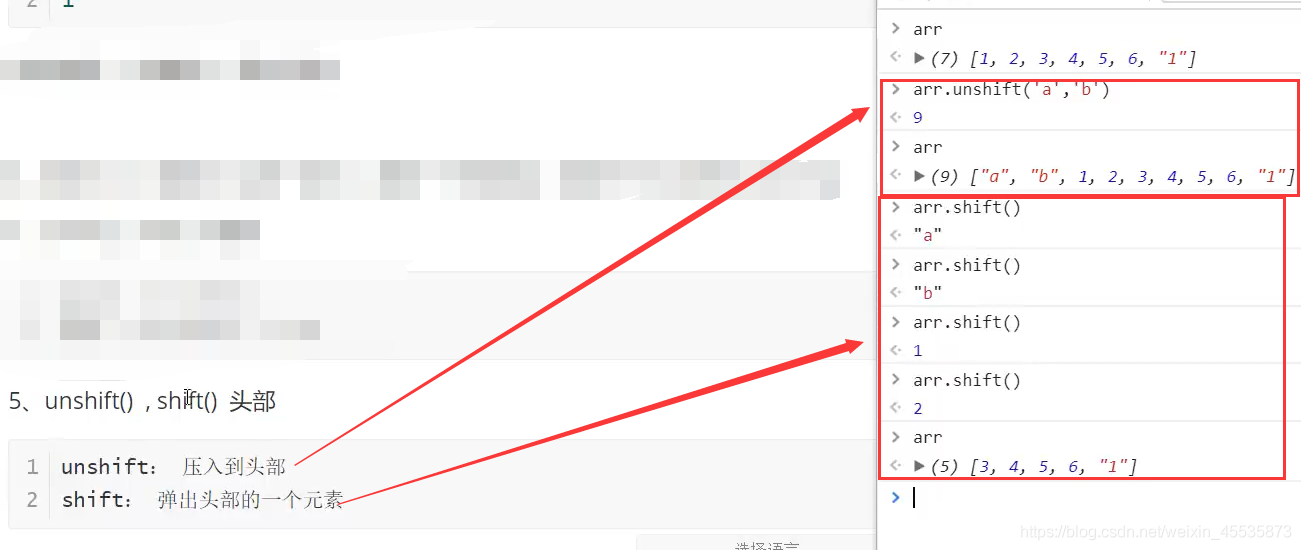 2 1
5、unshift() , shift() 头部
1 unshift： 压入到头部
2 shift： 弹出头部的一个元素
选择语言
> arr
<· ▶(7) [1, 2, 3, 4, 5, 6, "1"]
> arr.unshift('a','b')
<· 9
> arr
<· ▶(9) ["a", "b", 1, 2, 3, 4, 5, 6, "1"]
> arr.shift()
<· "a"
> arr.shift()
<· "b"
> arr.shift()
<· 1
> arr.shift()
<· 2
> arr
<· ▶(5) [3, 4, 5, 6, "1"]
>
https://blog.csdn.net/weixin_45535873